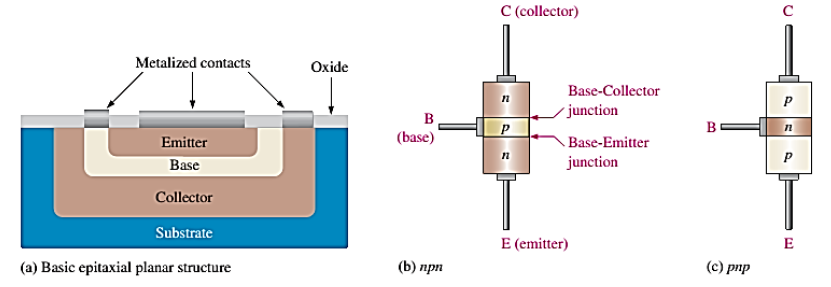 Metalized contacts
Oxide
Emitter
Base
Collector
Substrate
(a) Basic epitaxial planar structure
C (collector)
n
Base-Collector
junction
B
(base)
p
Base-Emitter
junction
n
E (emitter)
(b) npn
C
p
B
n
p
E
(c) pnp